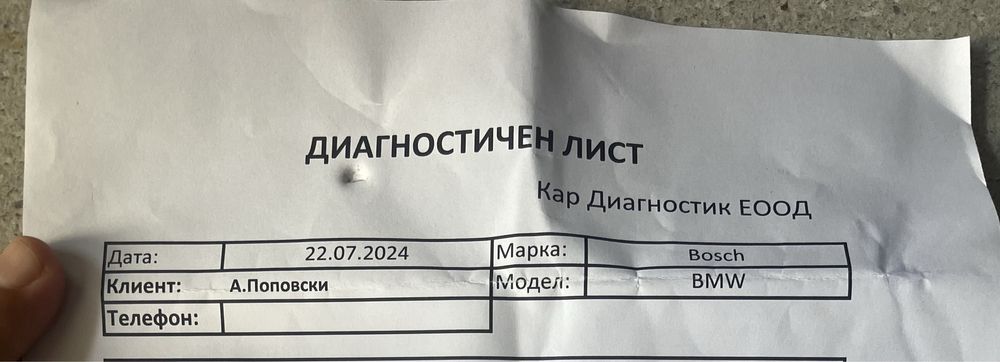 ДИАГНОСТИЧЕН ЛИСТ
Кар Диагностик ЕООД
Дата: 22.07.2024 Марка: Bosch
Клиент: А.Поповски Модел: BMW
Телефон: